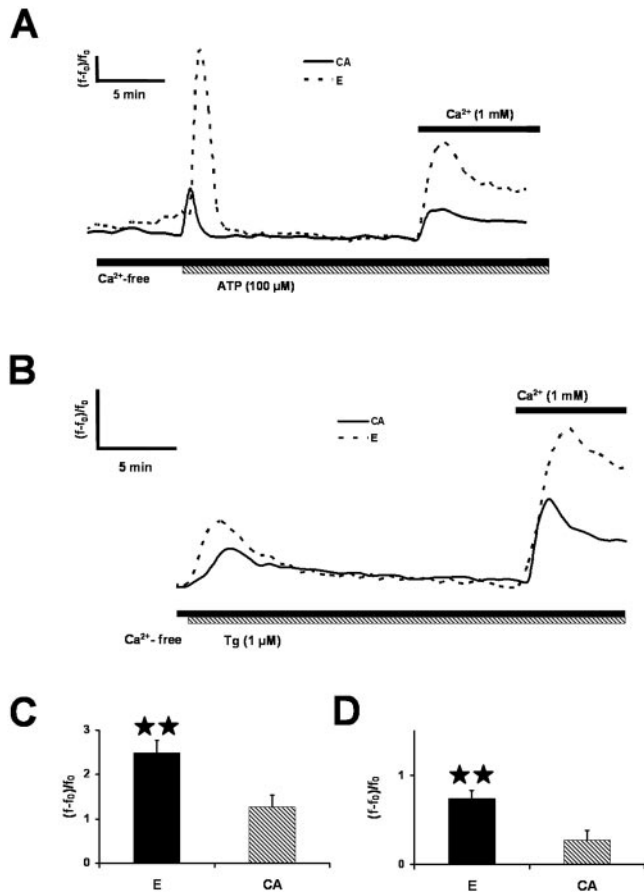 A
(f-f₀)/f₀
5 min
CA
E
Ca²⁺ (1 mM)
Ca²⁺-free
ATP (100 µM)
B
(f-f₀)/f₀
5 min
CA
E
Ca²⁺ (1 mM)
Ca²⁺- free
Tg (1 µM)
C
(f-f₀)/f₀
3
2
1
0
E
CA
D
(f-f₀)/f₀
1
0
E
CA